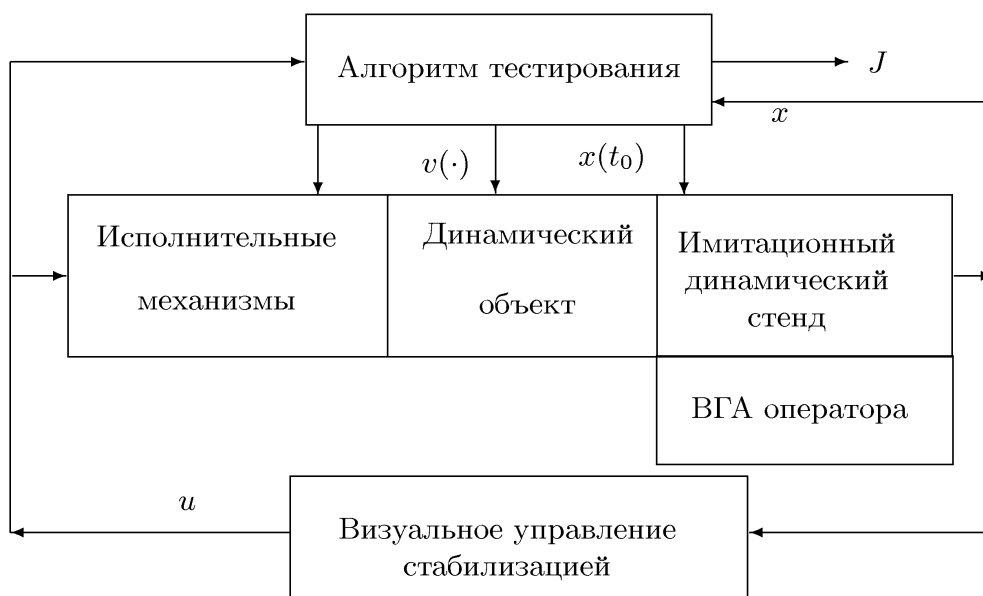 Алгоритм тестирования
J
x
v(·)
x(t₀)
Исполнительные
механизмы
Динамический
объект
Имитационный
динамический
стенд
ВГА оператора
u
Визуальное управление
стабилизацией